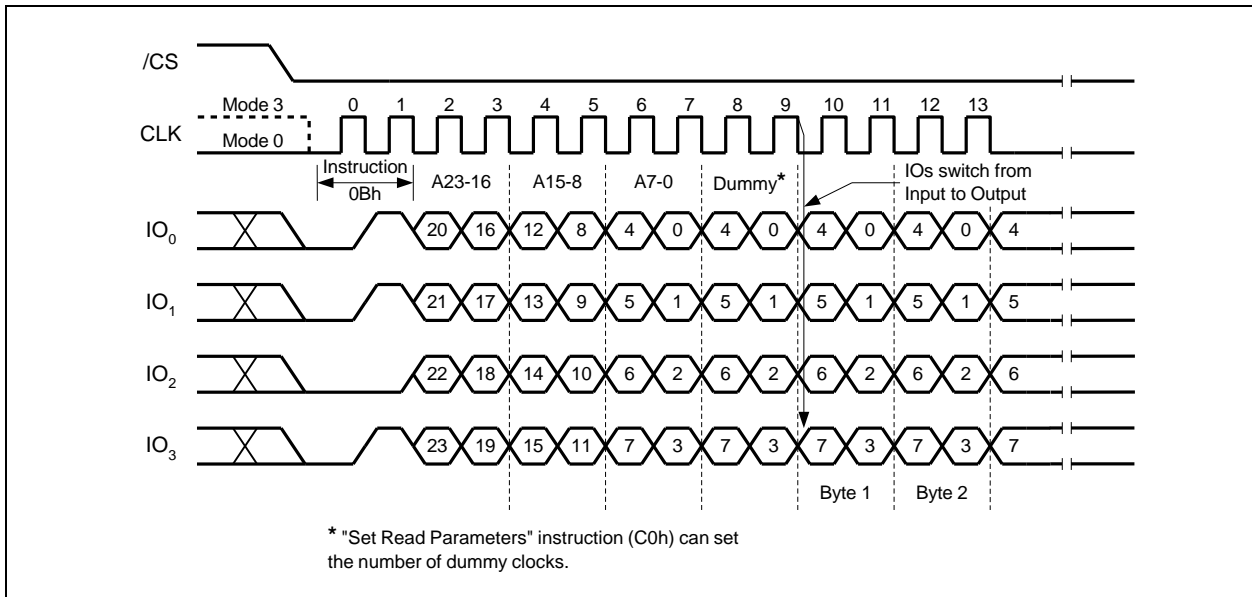 /CS
Mode 3 0 1 2 3 4 5 6 7 8 9 10 11 12 13
CLK
Mode 0
Instruction
0Bh
A23-16 A15-8 A7-0 Dummy*
IOs switch from
Input to Output
IO0 20 16 12 8 4 0 4 0 4 0 4 0 4
IO1 21 17 13 9 5 1 5 1 5 1 5 1 5
IO2 22 18 14 10 6 2 6 2 6 2 6 2 6
IO3 23 19 15 11 7 3 7 3 7 3 7 3 7
Byte 1 Byte 2
* "Set Read Parameters" instruction (C0h) can set
the number of dummy clocks.